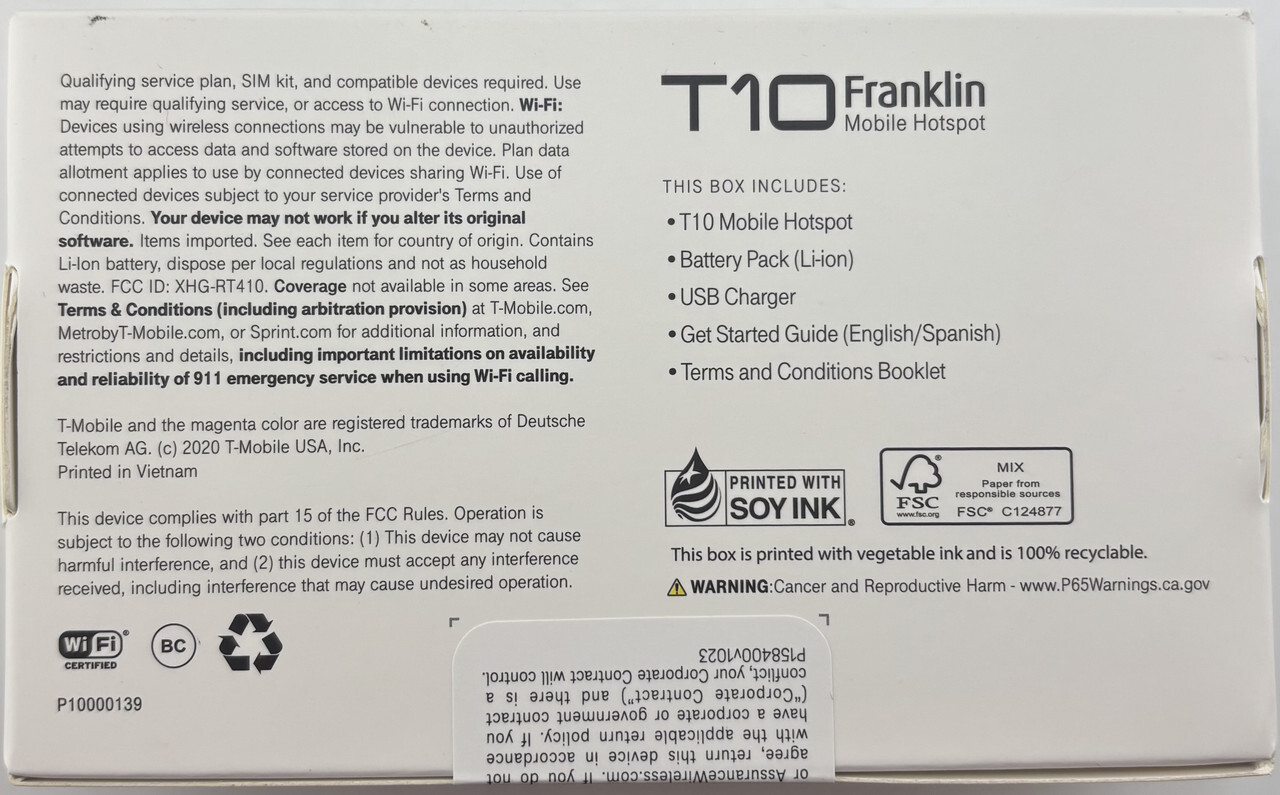 Qualifying service plan, SIM kit, and compatible devices required. Use
may require qualifying service, or access to Wi-Fi connection. Wi-Fi:
Devices using wireless connections may be vulnerable to unauthorized
attempts to access data and software stored on the device. Plan data
allotment applies to use by connected devices sharing Wi-Fi. Use of
connected devices subject to your service provider's Terms and
Conditions. Your device may not work if you alter its original
software. Items imported. See each item for country of origin. Contains
Li-Ion battery, dispose per local regulations and not as household
waste. FCC ID: XHG-RT410. Coverage not available in some areas. See
Terms & Conditions (including arbitration provision) at T-Mobile.com,
MetrobyT-Mobile.com, or Sprint.com for additional information, and
restrictions and details, including important limitations on availability
and reliability of 911 emergency service when using Wi-Fi calling.
T-Mobile and the magenta color are registered trademarks of Deutsche
Telekom AG. (c) 2020 T-Mobile USA, Inc.
Printed in Vietnam
This device complies with part 15 of the FCC Rules. Operation is
subject to the following two conditions: (1) This device may not cause
harmful interference, and (2) this device must accept any interference
received, including interference that may cause undesired operation.
Wi Fi®
CERTIFIED
BC
P10000139
T10 Franklin
Mobile Hotspot
THIS BOX INCLUDES:
• T10 Mobile Hotspot
• Battery Pack (Li-ion)
• USB Charger
• Get Started Guide (English/Spanish)
• Terms and Conditions Booklet
PRINTED WITH
SOY INK®
FSC®
www.fsc.org
MIX
Paper from
responsible sources
FSC® C124877
This box is printed with vegetable ink and is 100% recyclable.
WARNING:Cancer and Reproductive Harm - www.P65Warnings.ca.gov
or AssuranceWireless.com. If you do not
agree, return this device in accordance
with the applicable return policy. If you
have a corporate or government contract
("Corporate Contract") and there is a
conflict, your Corporate Contract will control.
P158400v1023